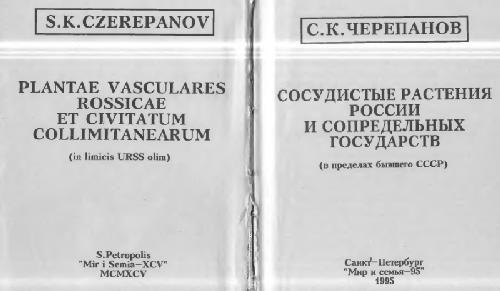 S.K.CZEREPANOV
PLANTAE VASCULARES
ROSSICAE
ET CIVITATUM
COLLIMITANEARUM
(in limicis URSS olim)
S.Petropolis
"Mir i Semia—XCV"
MCMXCV
С.К.ЧЕРЕПАНОВ
СОСУДИСТЫЕ РАСТЕНИЯ
РОССИИ
И СОПРЕДЕЛЬНЫХ
ГОСУДАРСТВ
(в пределах бывшего СССР)
Санкт—Петербург
"Мир и семья—95"
1995